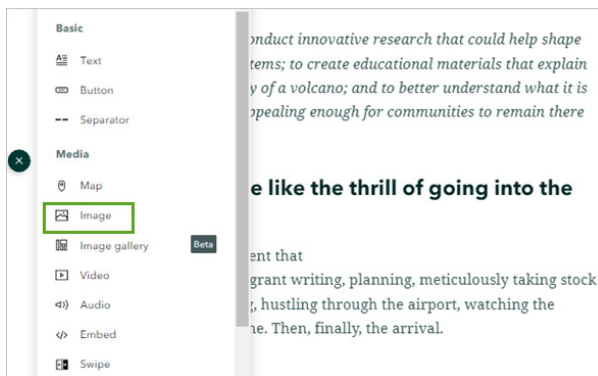 Basic
Text
Button
Separator
Media
Map
Image
Image gallery Beta
Video
Audio
Embed
Swipe
onduct innovative research that could help shape
tems; to create educational materials that explain
y of a volcano; and to better understand what it is
ppealing enough for communities to remain there
e like the thrill of going into the
ent that
grant writing, planning, meticulously taking stock
g, hustling through the airport, watching the
ne. Then, finally, the arrival.